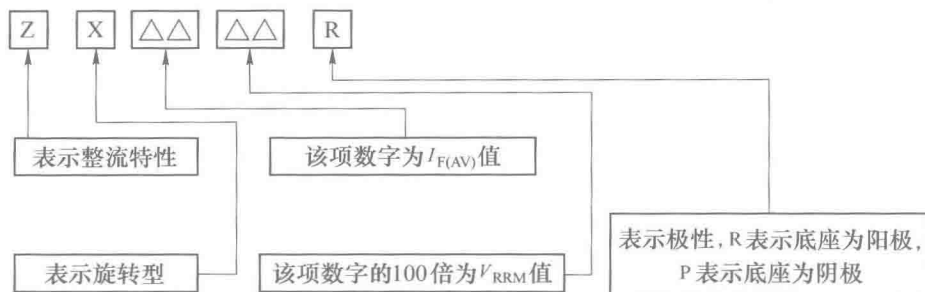 Z X △△ △△ R
表示整流特性
该项数字为I_F(AV)值
表示旋转型
该项数字的100倍为V_RRM值
表示极性,R表示底座为阳极,
P表示底座为阴极